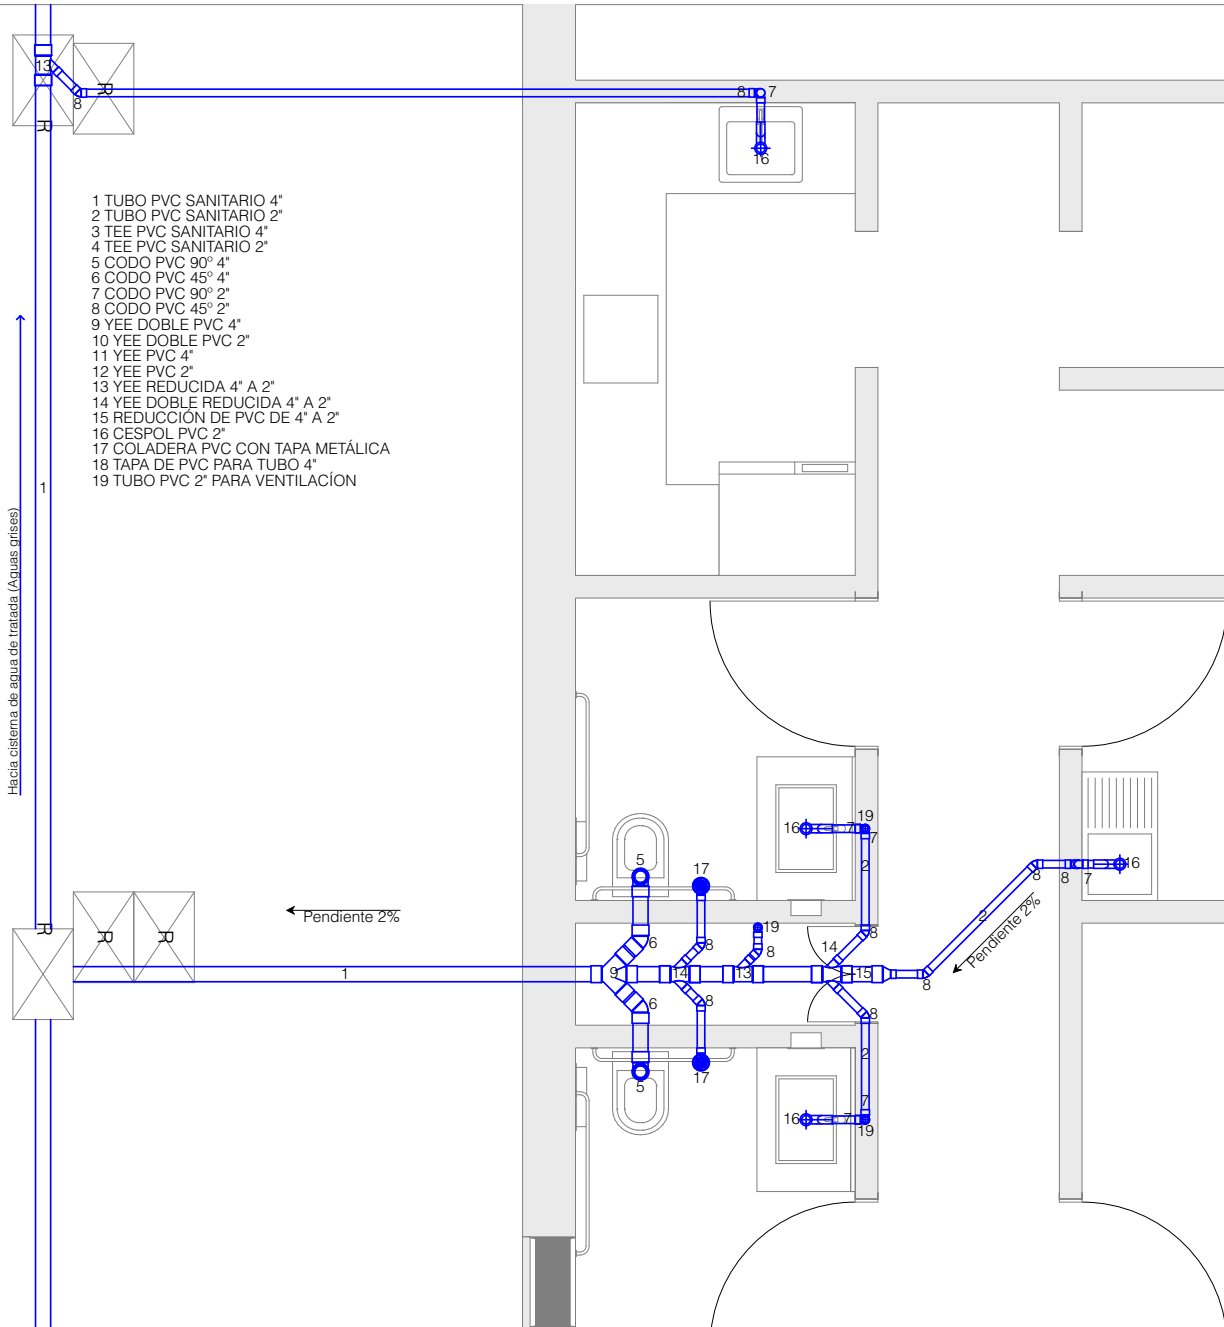 13
8
R
R
8
7
16
1 TUBO PVC SANITARIO 4"
2 TUBO PVC SANITARIO 2"
3 TEE PVC SANITARIO 4"
4 TEE PVC SANITARIO 2"
5 CODO PVC 90º 4"
6 CODO PVC 45º 4"
7 CODO PVC 90º 2"
8 CODO PVC 45º 2"
9 YEE DOBLE PVC 4"
10 YEE DOBLE PVC 2"
11 YEE PVC 4"
12 YEE PVC 2"
13 YEE REDUCIDA 4" A 2"
14 YEE DOBLE REDUCIDA 4" A 2"
15 REDUCCIÓN DE PVC DE 4" A 2"
16 CESPOL PVC 2"
17 COLADERA PVC CON TAPA METÁLICA
18 TAPA DE PVC PARA TUBO 4"
19 TUBO PVC 2" PARA VENTILACÍON
1
Hacia cisterna de agua de tratada (Aguas grises)
19
16
7
7
5
17
2
8
8
7
16
R
R
R
Pendiente 2%
19
2
Pendiente 2%
6
8
8
14
8
1
9
14
13
15
8
6
8
8
2
5
17
7
16
7
19